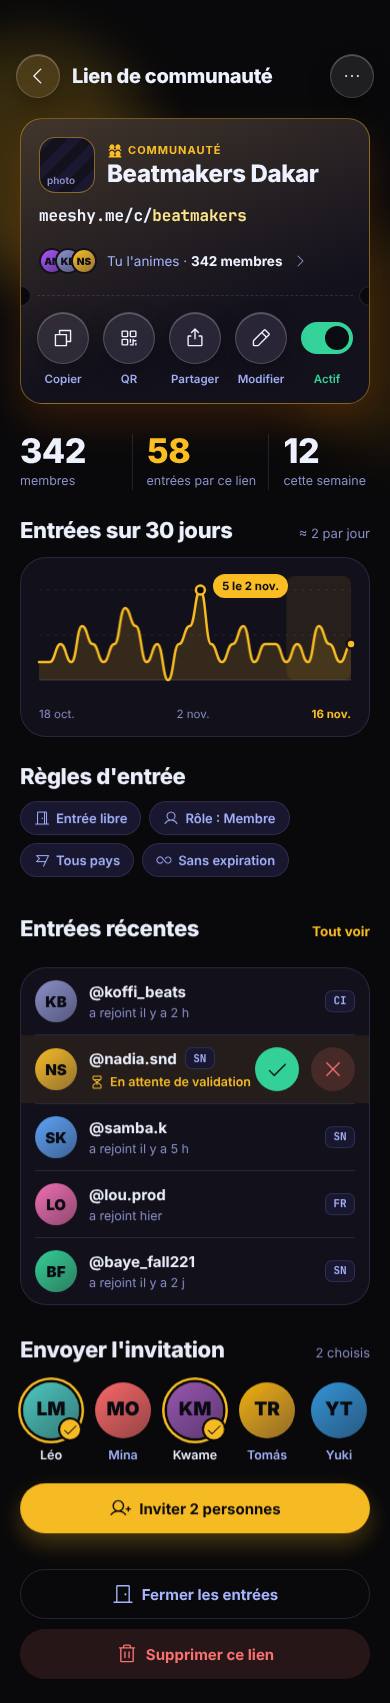 Lien de communauté
COMMUNAUTÉ
photo
Beatmakers Dakar
meeshy.me/c/beatmakers
NS
Tu l'animes · 342 membres
Copier
QR
Partager
Modifier
Actif
342
58
12
membres
entrées par ce lien
cette semaine
Entrées sur 30 jours
≈ 2 par jour
5 le 2 nov.
18 oct.
2 nov.
16 nov.
Règles d'entrée
Entrée libre
Rôle : Membre
Tous pays
Sans expiration
Entrées récentes
Tout voir
KB
@koffi_beats
a rejoint il y a 2 h
CI
NS
@nadia.snd
SN
En attente de validation
SK
@samba.k
a rejoint il y a 5 h
SN
LO
@lou.prod
a rejoint hier
FR
BF
@baye_fall221
a rejoint il y a 2 j
SN
Envoyer l'invitation
2 choisis
LM
MO
KM
TR
YT
Léo
Mina
Kwame
Tomás
Yuki
Inviter 2 personnes
Fermer les entrées
Supprimer ce lien